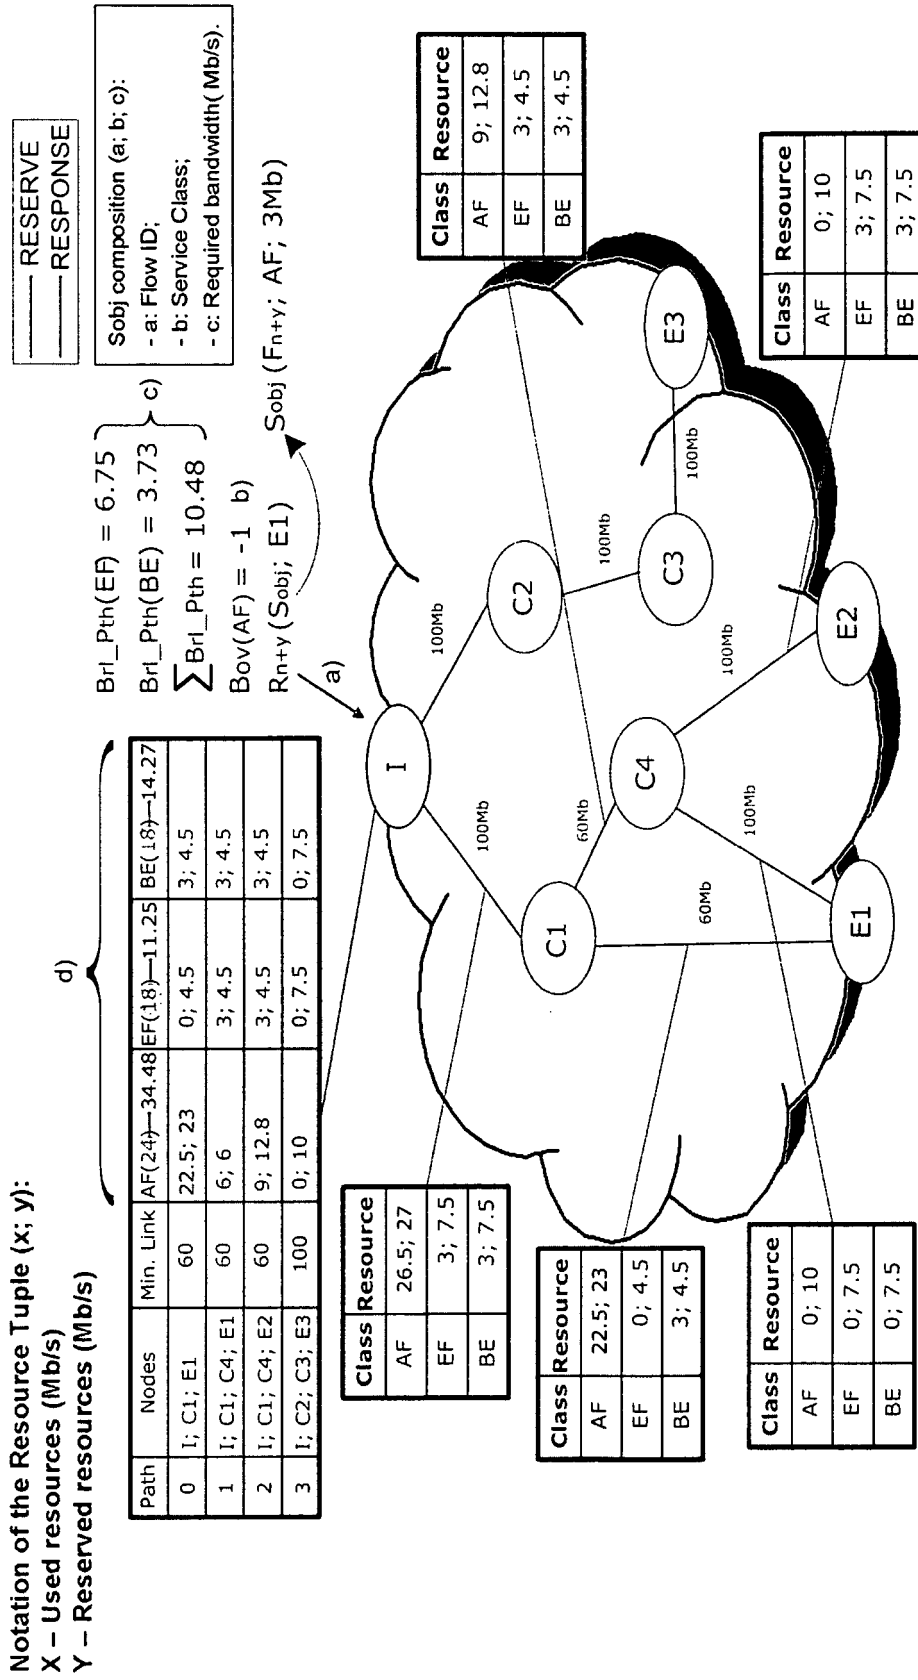 Notation of the Resource Tuple (x; y):
X – Used resources (Mb/s)
Y – Reserved resources (Mb/s)
d)
Path Nodes Min. Link AF(24)—34.48 EF(18)—11.25 BE(18)—14.27
0 I; C1; E1 60 22.5; 23 0; 4.5 3; 4.5
1 I; C1; C4; E1 60 6; 6 3; 4.5 3; 4.5
2 I; C1; C4; E2 60 9; 12.8 3; 4.5 3; 4.5
3 I; C2; C3; E3 100 0; 10 0; 7.5 0; 7.5
Brl_Pth(EF) = 6.75
Brl_Pth(BE) = 3.73
∑ Brl_Pth = 10.48
c)
Bov(AF) = -1 b)
Rn+y (Sobj; E1)
Sobj (Fn+y; AF; 3Mb)
a)
RESERVE
RESPONSE
Sobj composition (a; b; c):
- a: Flow ID;
- b: Service Class;
- c: Required bandwidth( Mb/s).
Class Resource
AF 26.5; 27
EF 3; 7.5
BE 3; 7.5
Class Resource
AF 22.5; 23
EF 0; 4.5
BE 3; 4.5
Class Resource
AF 0; 10
EF 0; 7.5
BE 0; 7.5
Class Resource
AF 9; 12.8
EF 3; 4.5
BE 3; 4.5
Class Resource
AF 0; 10
EF 3; 7.5
BE 3; 7.5
I
100Mb
100Mb
C1
C2
60Mb
100Mb
C4
C3
60Mb
100Mb
100Mb
100Mb
E1
E2
E3